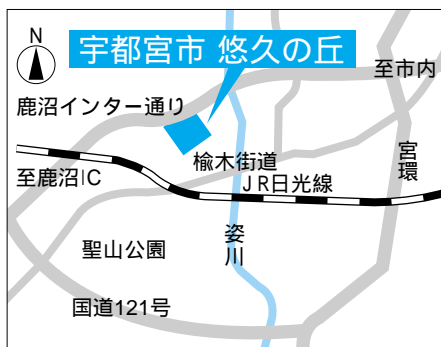 N
宇都宮市 悠久の丘
至市内
鹿沼インター通り
宮環
楡木街道
至鹿沼IC
JR日光線
姿川
聖山公園
国道121号